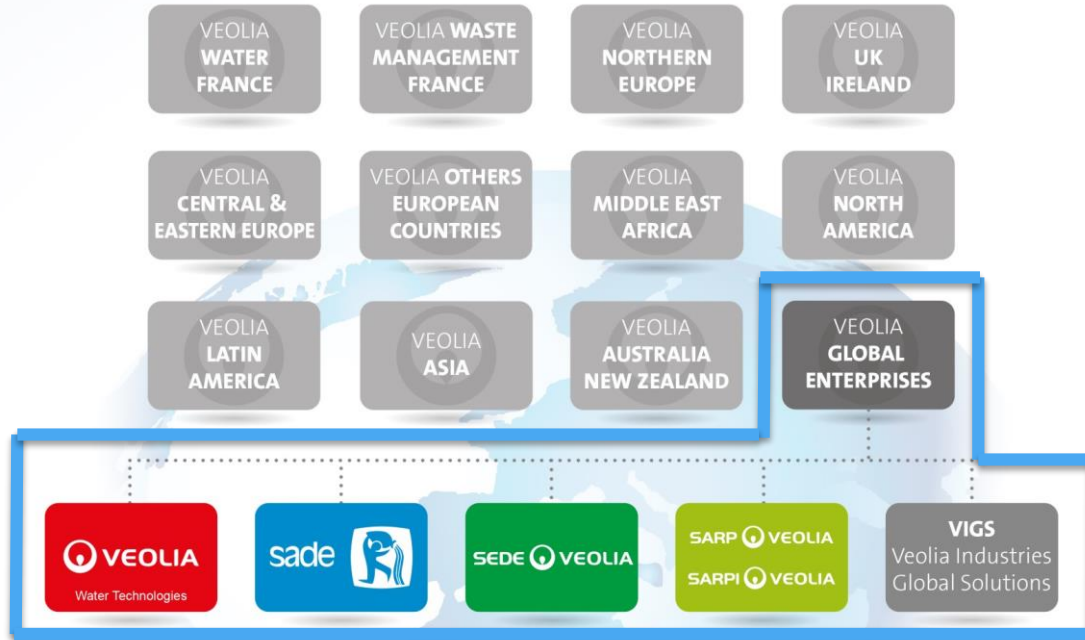 VEOLIA
WATER
FRANCE
VEOLIA WASTE
MANAGEMENT
FRANCE
VEOLIA
NORTHERN
EUROPE
VEOLIA
UK
IRELAND
VEOLIA
CENTRAL &
EASTERN EUROPE
VEOLIA OTHERS
EUROPEAN
COUNTRIES
VEOLIA
MIDDLE EAST
AFRICA
VEOLIA
NORTH
AMERICA
VEOLIA
LATIN
AMERICA
VEOLIA
ASIA
VEOLIA
AUSTRALIA
NEW ZEALAND
VEOLIA
GLOBAL
ENTERPRISES
VEOLIA
Water Technologies
sade
SEDE VEOLIA
SARP VEOLIA
SARPI VEOLIA
VIGS
Veolia Industries
Global Solutions